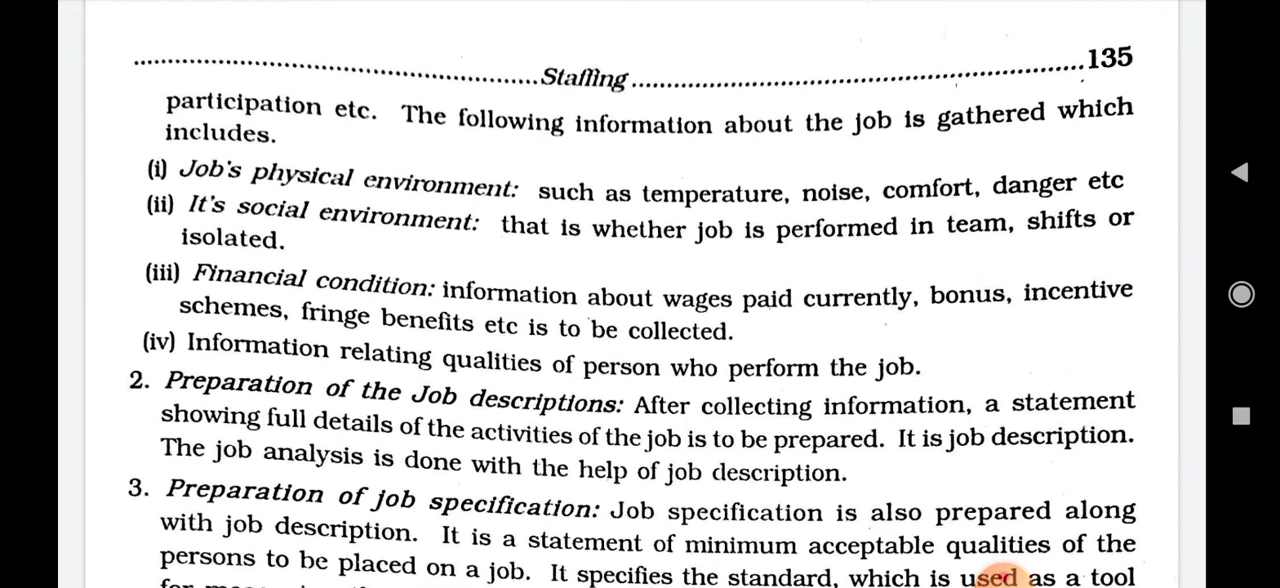 Staffing 135
participation etc. The following information about the job is gathered which
includes.
(i) Job's physical environment: such as temperature, noise, comfort, danger etc
(ii) It's social environment: that is whether job is performed in team, shifts or
isolated.
(iii) Financial condition: information about wages paid currently, bonus, incentive
schemes, fringe benefits etc is to be collected.
(iv) Information relating qualities of person who perform the job.
2. Preparation of the Job descriptions: After collecting information, a statement
showing full details of the activities of the job is to be prepared. It is job description.
The job analysis is done with the help of job description.
3. Preparation of job specification: Job specification is also prepared along
with job description. It is a statement of minimum acceptable qualities of the
persons to be placed on a job. It specifies the standard, which is used as a tool